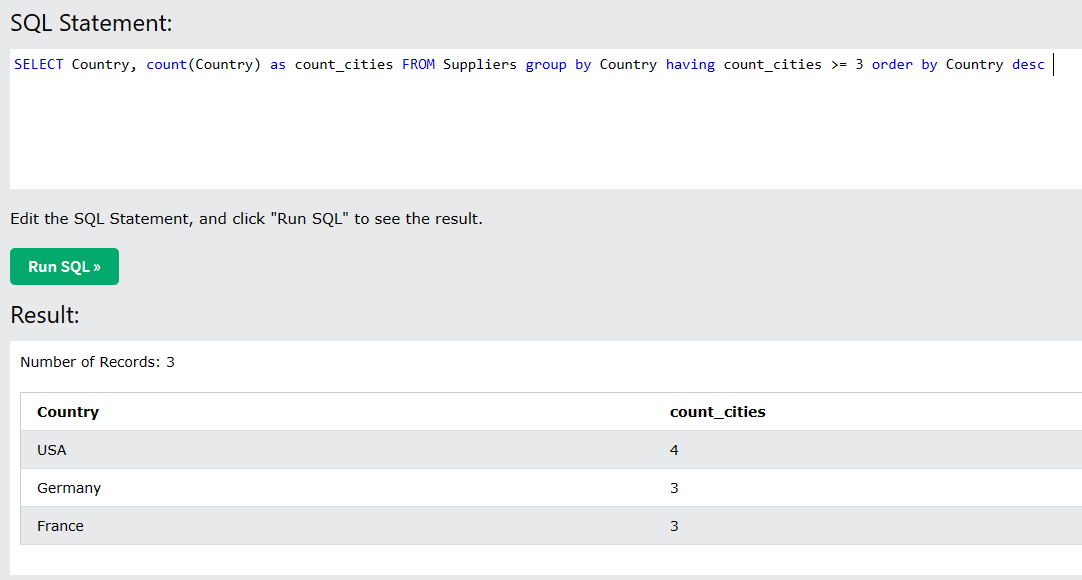 SQL Statement:
SELECT Country, count(Country) as count_cities FROM Suppliers group by Country having count_cities >= 3 order by Country desc
Edit the SQL Statement, and click "Run SQL" to see the result.
Run SQL »
Result:
Number of Records: 3
Country count_cities
USA 4
Germany 3
France 3